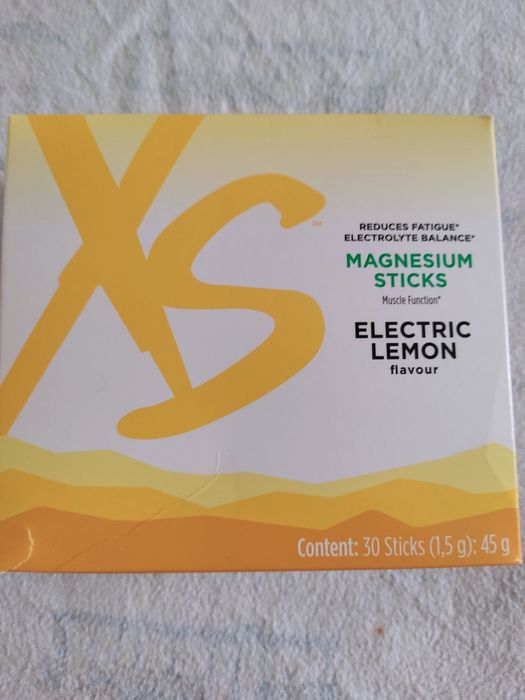 XS™
REDUCES FATIGUE*
ELECTROLYTE BALANCE*
MAGNESIUM
STICKS
Muscle Function*
ELECTRIC
LEMON
flavour
Content: 30 Sticks (1,5 g): 45 g